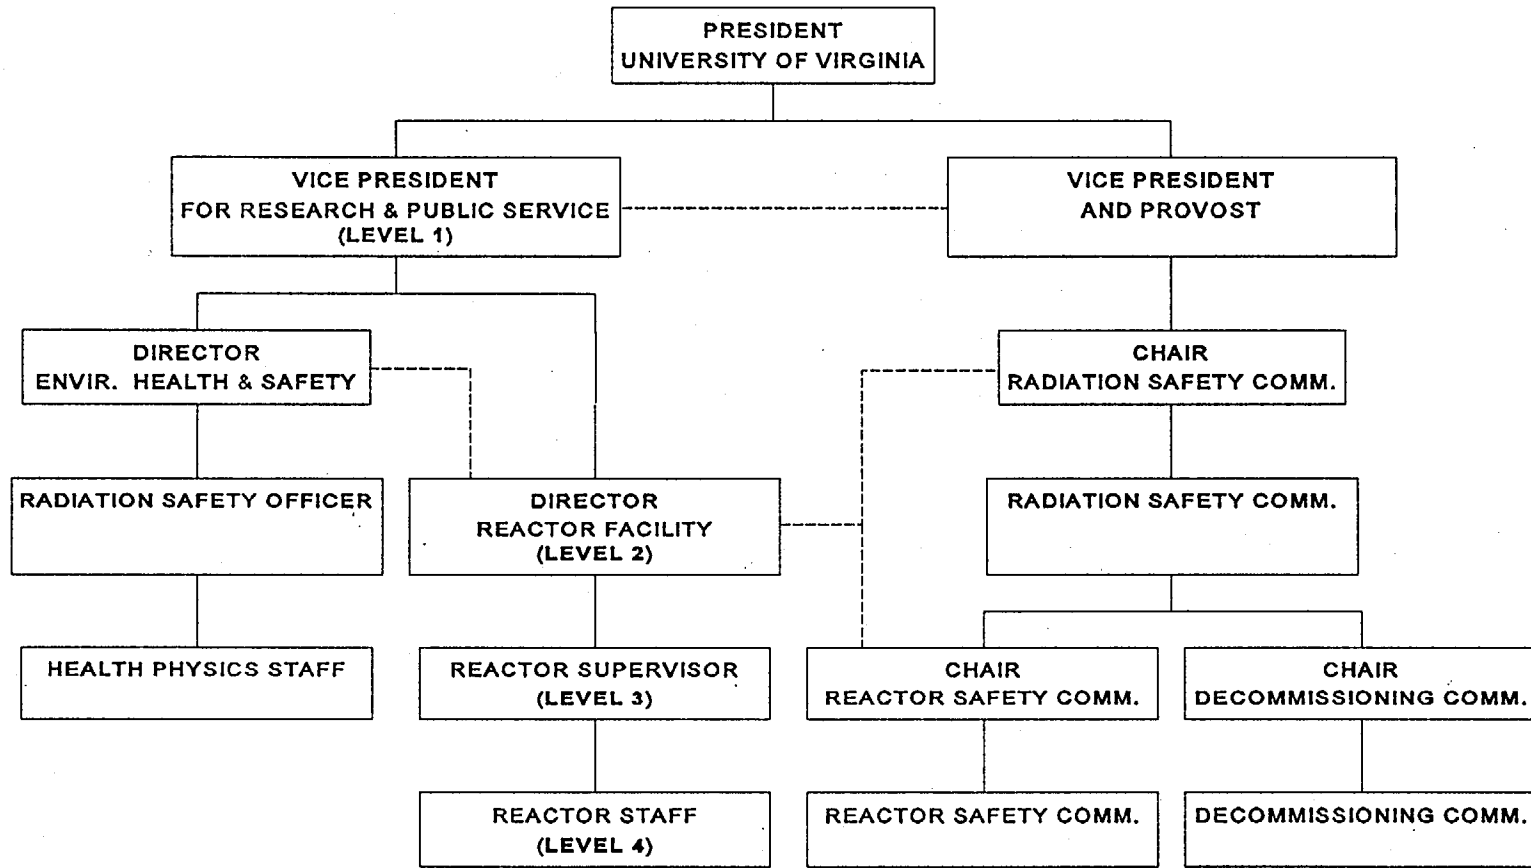 PRESIDENT
UNIVERSITY OF VIRGINIA
VICE PRESIDENT
FOR RESEARCH & PUBLIC SERVICE
(LEVEL 1)
VICE PRESIDENT
AND PROVOST
DIRECTOR
ENVIR. HEALTH & SAFETY
CHAIR
RADIATION SAFETY COMM.
RADIATION SAFETY OFFICER
DIRECTOR
REACTOR FACILITY
(LEVEL 2)
RADIATION SAFETY COMM.
HEALTH PHYSICS STAFF
REACTOR SUPERVISOR
(LEVEL 3)
CHAIR
REACTOR SAFETY COMM.
CHAIR
DECOMMISSIONING COMM.
REACTOR STAFF
(LEVEL 4)
REACTOR SAFETY COMM.
DECOMMISSIONING COMM.